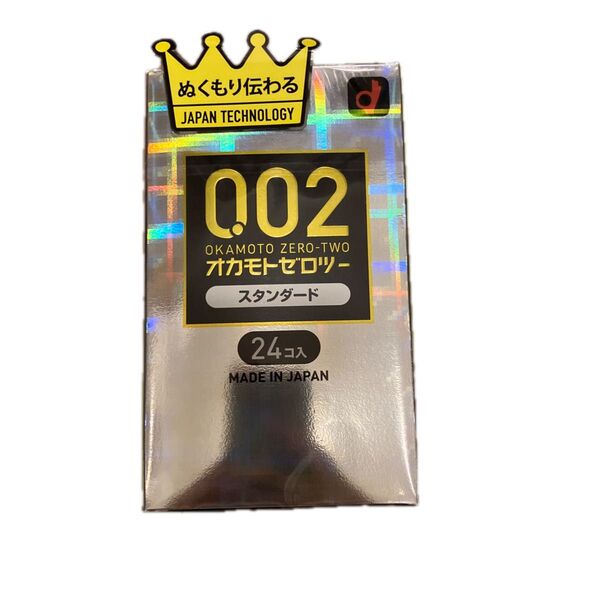 ぬくもり伝わる
JAPAN TECHNOLOGY
0.02
OKAMOTO ZERO-TWO
オカモトゼロツー
スタンダード
24コ入
MADE IN JAPAN